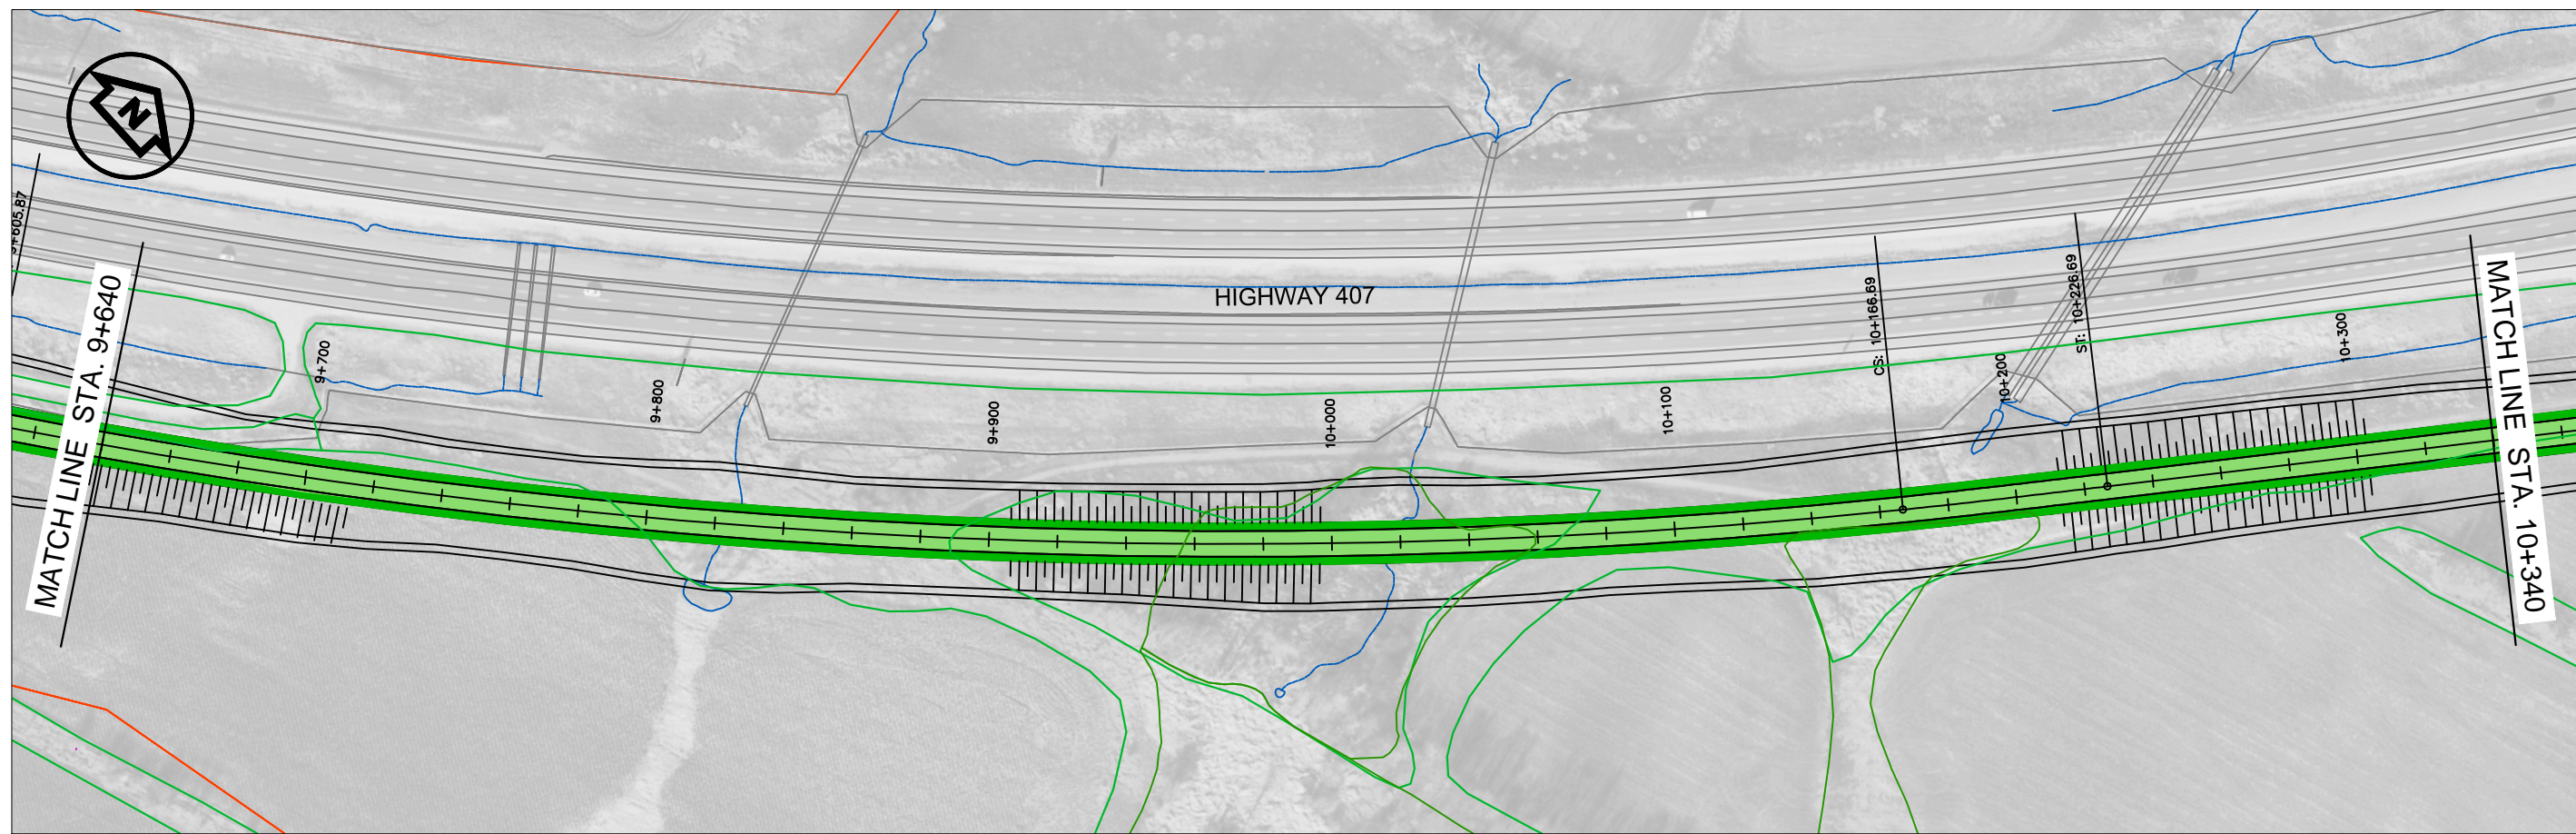 N
9+605.87
MATCH LINE STA. 9+640
9+700
9+800
9+900
HIGHWAY 407
10+000
10+100
CS: 10+166.69
10+200
ST: 10+226.69
10+300
MATCH LINE STA. 10+340